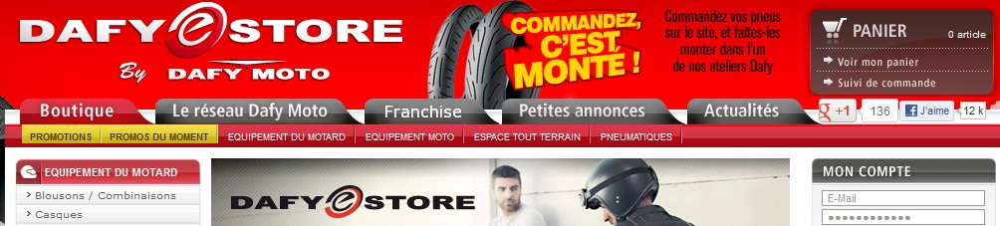 DAFY e STORE
By DAFY MOTO
COMMANDEZ,
C'EST
MONTÉ !
Commandez vos pneus
sur le site, et faîtes-les
monter dans l'un
de nos ateliers Dafy
PANIER 0 article
Voir mon panier
Suivi de commande
Boutique Le réseau Dafy Moto Franchise Petites annonces Actualités
+1 136 J'aime 12 k
PROMOTIONS PROMOS DU MOMENT EQUIPEMENT DU MOTARD EQUIPEMENT MOTO ESPACE TOUT TERRAIN PNEUMATIQUES
EQUIPEMENT DU MOTARD
Blousons / Combinaisons
Casques
DAFY e STORE
MON COMPTE
E-Mail